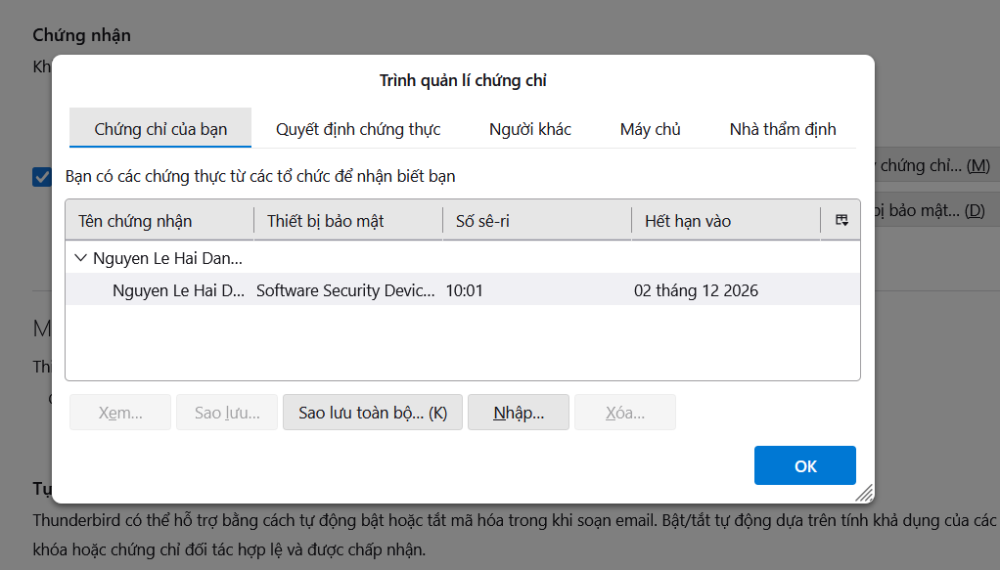 Chứng nhận
Kh
Trình quản lí chứng chỉ
Chứng chỉ của bạn Quyết định chứng thực Người khác Máy chủ Nhà thẩm định
chứng chỉ... (M)
Bạn có các chứng thực từ các tổ chức để nhận biết bạn
bị bảo mật... (D)
Tên chứng nhận Thiết bị bảo mật Số sê-ri Hết hạn vào
Nguyen Le Hai Dan...
Nguyen Le Hai D... Software Security Devic... 10:01 02 tháng 12 2026
M
Thi
Xem... Sao lưu... Sao lưu toàn bộ... (K) Nhập... Xóa...
OK
Tự
Thunderbird có thể hỗ trợ bằng cách tự động bật hoặc tắt mã hóa trong khi soạn email. Bật/tắt tự động dựa trên tính khả dụng của các
khóa hoặc chứng chỉ đối tác hợp lệ và được chấp nhận.